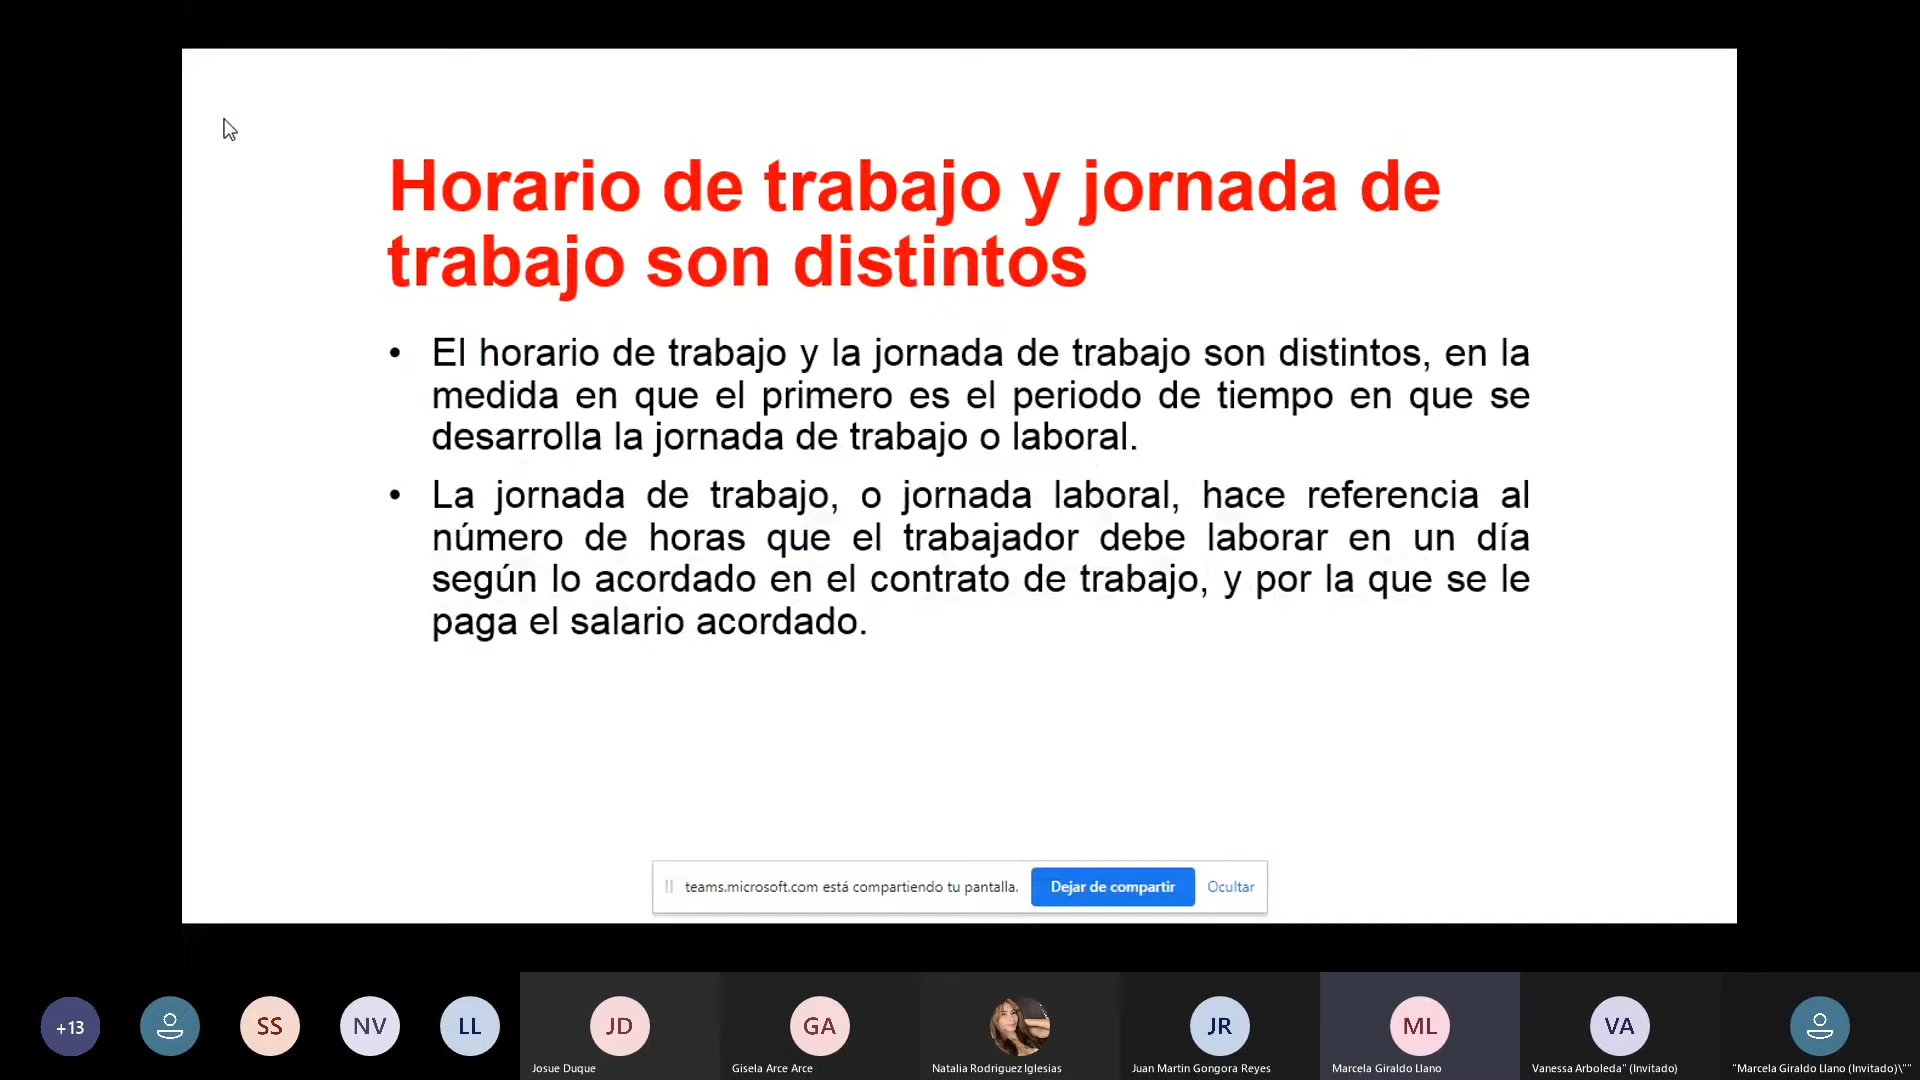 Horario de trabajo y jornada de
trabajo son distintos
• El horario de trabajo y la jornada de trabajo son distintos, en la
medida en que el primero es el periodo de tiempo en que se
desarrolla la jornada de trabajo o laboral.
• La jornada de trabajo, o jornada laboral, hace referencia al
número de horas que el trabajador debe laborar en un día
según lo acordado en el contrato de trabajo, y por la que se le
paga el salario acordado.
teams.microsoft.com está compartiendo tu pantalla. Dejar de compartir Ocultar
+13 SS NV LL JD GA JR ML VA
Josue Duque Gisela Arce Arce Natalia Rodriguez Iglesias Juan Martin Gongora Reyes Marcela Giraldo Llano Vanessa Arboleda" (Invitado) "Marcela Giraldo Llano (Invitado)\""